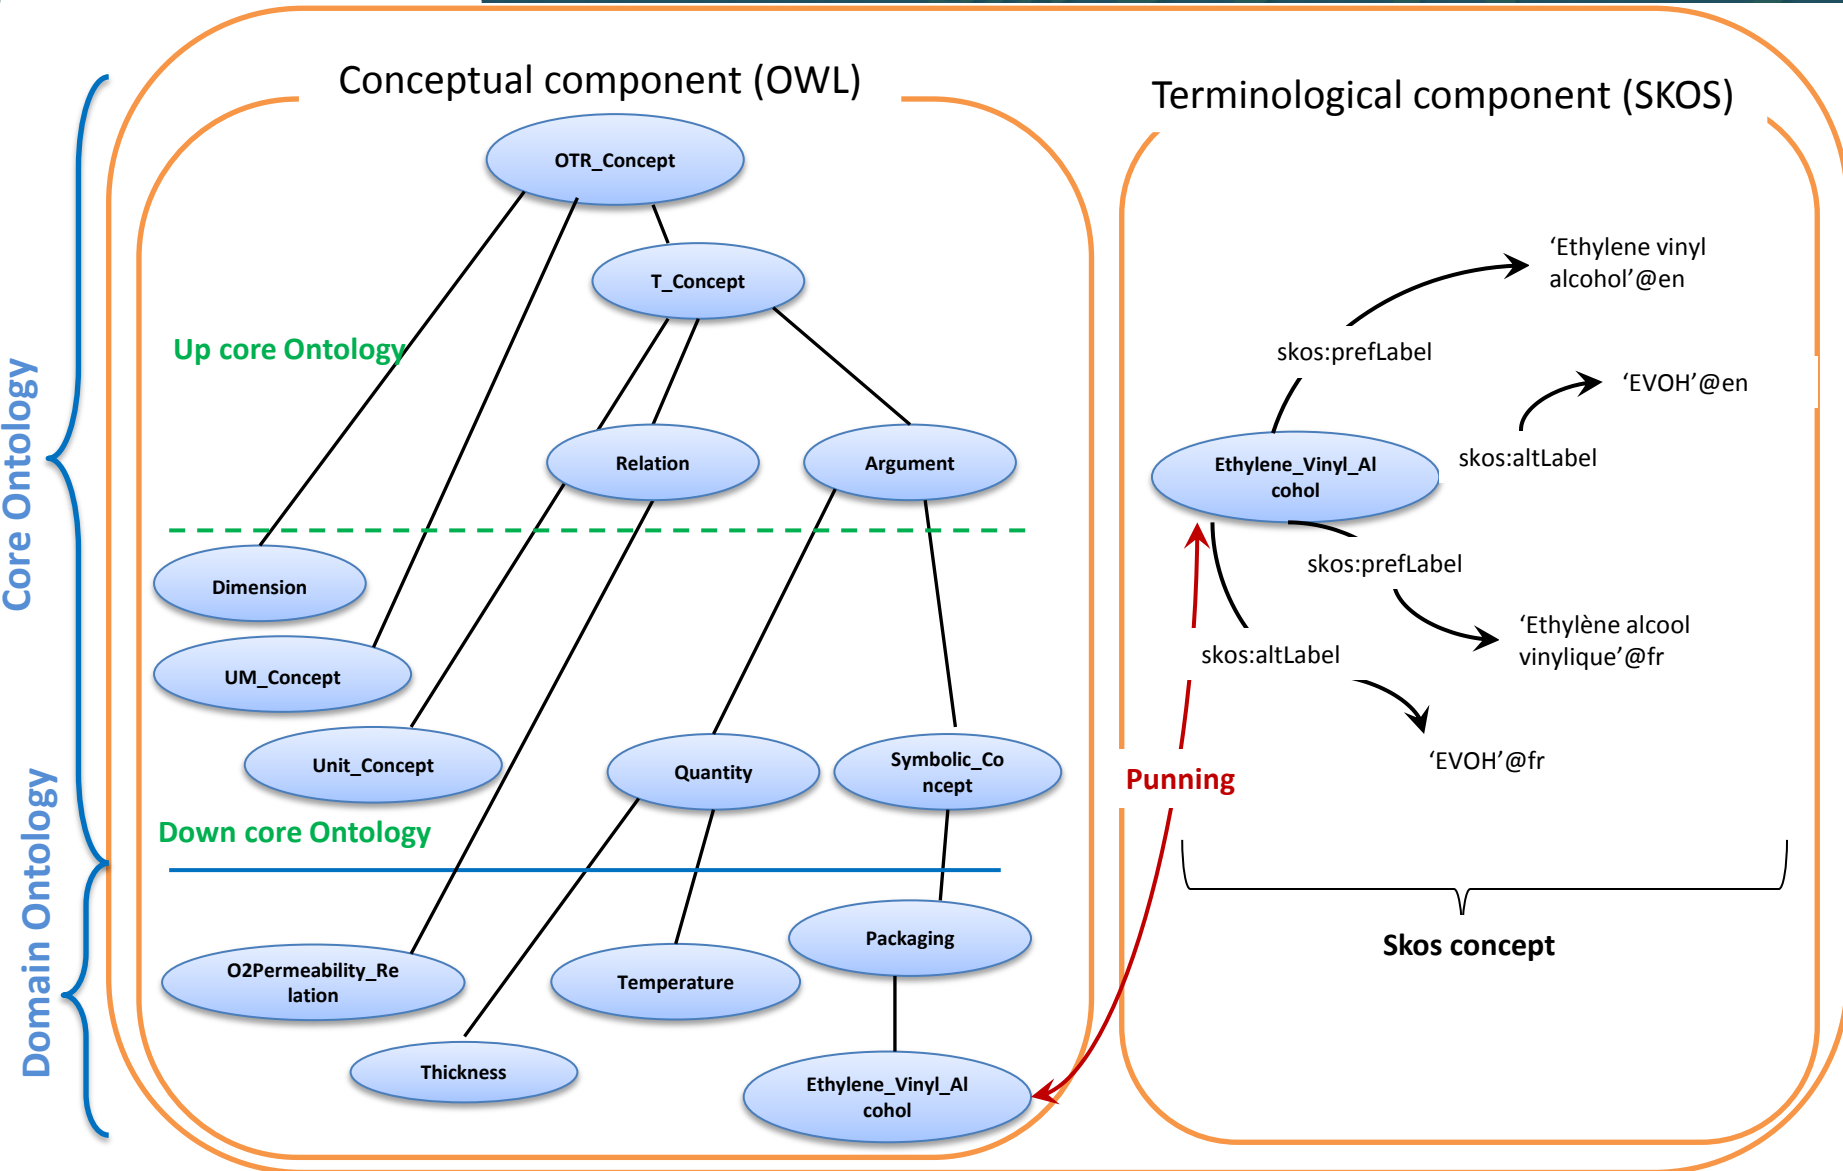 Conceptual component (OWL)
Terminological component (SKOS)
OTR_Concept
T_Concept
Up core Ontology
Relation
Argument
Dimension
UM_Concept
Unit_Concept
Quantity
Symbolic_Co
ncept
Down core Ontology
O2Permeability_Re
lation
Temperature
Packaging
Thickness
Ethylene_Vinyl_Al
cohol
Core Ontology
Domain Ontology
Punning
‘Ethylene vinyl
alcohol’@en
skos:prefLabel
‘EVOH’@en
skos:altLabel
Ethylene_Vinyl_Al
cohol
skos:prefLabel
‘Ethylène alcool
vinylique’@fr
skos:altLabel
‘EVOH’@fr
Skos concept